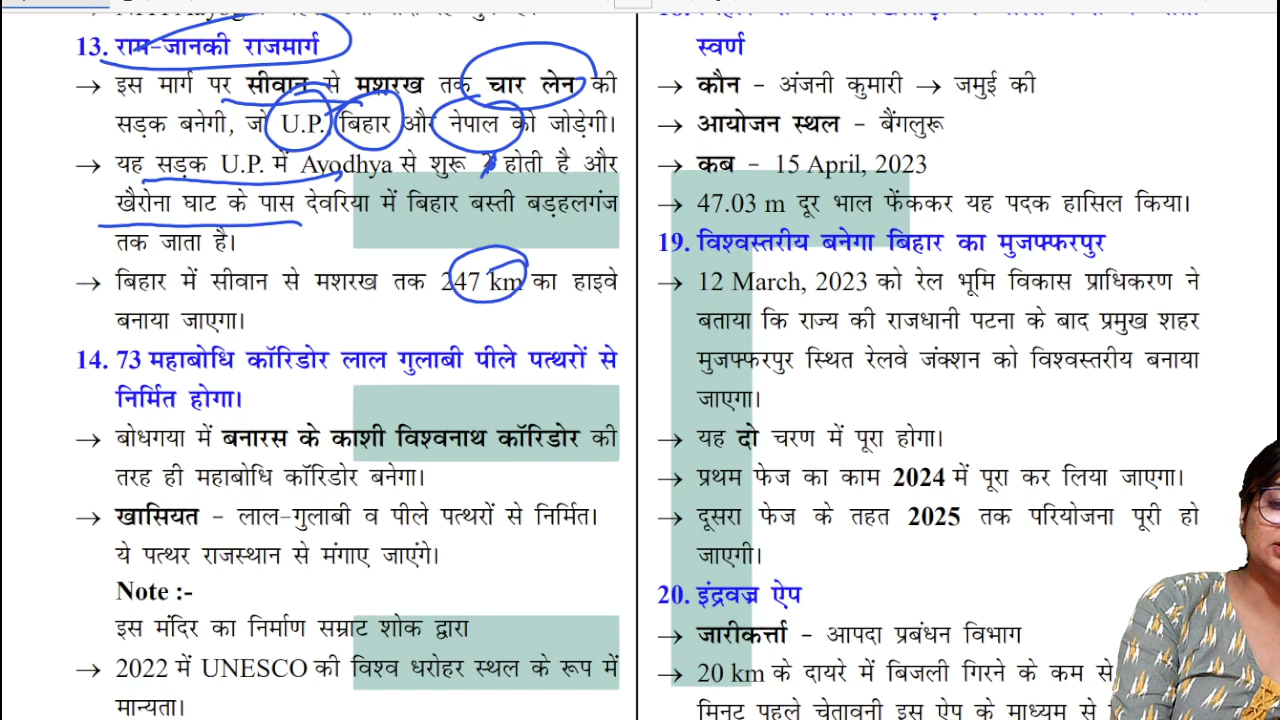 13. राम-जानकी राजमार्ग
→ इस मार्ग पर सीवान से मशरख तक चार लेन की
सड़क बनेगी, जो U.P. बिहार और नेपाल को जोड़ेगी।
→ यह सड़क U.P. में Ayodhya से शुरू होती है और
खैरोना घाट के पास देवरिया में बिहार बस्ती बड़हलगंज
तक जाता है।
→ बिहार में सीवान से मशरख तक 247 km का हाइवे
बनाया जाएगा।
14. 73 महाबोधि कॉरिडोर लाल गुलाबी पीले पत्थरों से
निर्मित होगा।
→ बोधगया में बनारस के काशी विश्वनाथ कॉरिडोर की
तरह ही महाबोधि कॉरिडोर बनेगा।
→ खासियत - लाल-गुलाबी व पीले पत्थरों से निर्मित।
ये पत्थर राजस्थान से मंगाए जाएंगे।
Note :-
इस मंदिर का निर्माण सम्राट शोक द्वारा
→ 2022 में UNESCO की विश्व धरोहर स्थल के रूप में
मान्यता।
स्वर्ण
→ कौन - अंजनी कुमारी → जमुई की
→ आयोजन स्थल - बैंगलुरू
→ कब - 15 April, 2023
→ 47.03 m दूर भाल फेंककर यह पदक हासिल किया।
19. विश्वस्तरीय बनेगा बिहार का मुजफ्फरपुर
→ 12 March, 2023 को रेल भूमि विकास प्राधिकरण ने
बताया कि राज्य की राजधानी पटना के बाद प्रमुख शहर
मुजफ्फरपुर स्थित रेलवे जंक्शन को विश्वस्तरीय बनाया
जाएगा।
→ यह दो चरण में पूरा होगा।
→ प्रथम फेज का काम 2024 में पूरा कर लिया जाएगा।
→ दूसरा फेज के तहत 2025 तक परियोजना पूरी हो
जाएगी।
20. इंद्रवज्र ऐप
→ जारीकर्त्ता - आपदा प्रबंधन विभाग
→ 20 km के दायरे में बिजली गिरने के कम से
मिनट पहले चेतावनी इस ऐप के माध्यम से